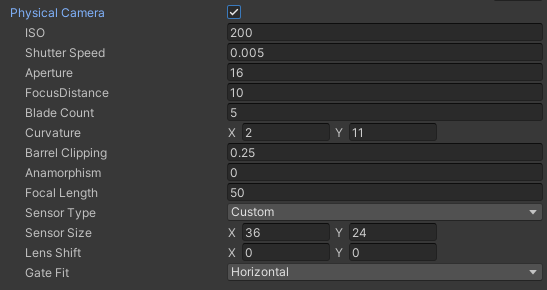 Physical Camera
ISO 200
Shutter Speed 0.005
Aperture 16
FocusDistance 10
Blade Count 5
Curvature X 2 Y 11
Barrel Clipping 0.25
Anamorphism 0
Focal Length 50
Sensor Type Custom
Sensor Size X 36 Y 24
Lens Shift X 0 Y 0
Gate Fit Horizontal